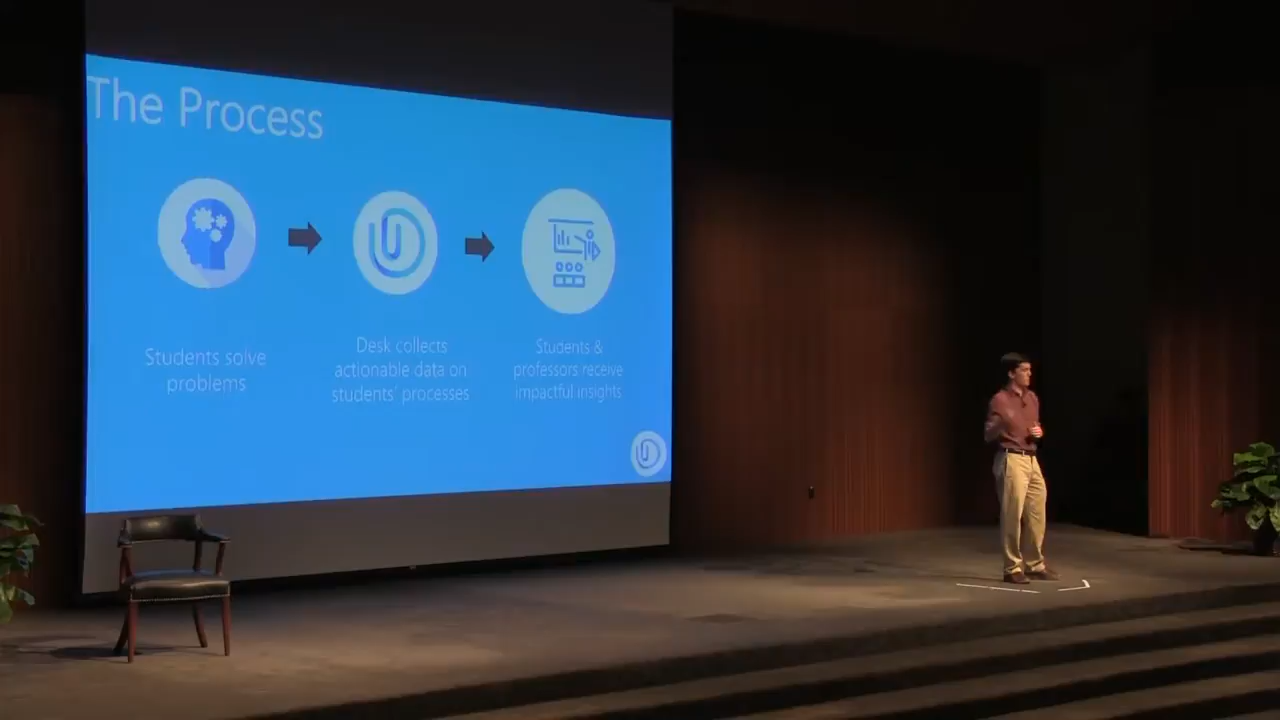 The Process
Students solve
problems
Desk collects
actionable data on
students' processes
Students &
professors receive
impactful insights